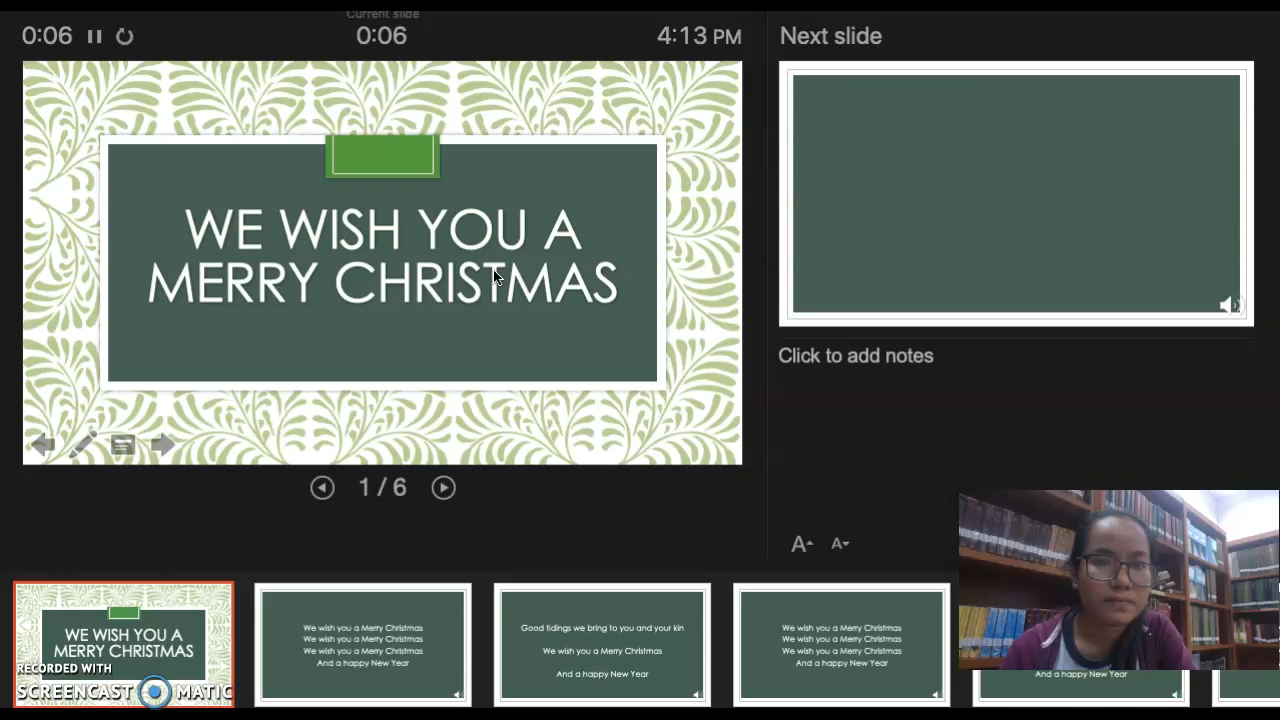 Current slide
0:06
0:06
4:13 PM
Next slide
WE WISH YOU A
MERRY CHRISTMAS
Click to add notes
1 / 6
A
A
WE WISH YOU A
MERRY CHRISTMAS
RECORDED WITH
SCREENCAST MATIC
We wish you a Merry Christmas
We wish you a Merry Christmas
We wish you a Merry Christmas
And a happy New Year
Good tidings we bring to you and your kin
We wish you a Merry Christmas
And a happy New Year
We wish you a Merry Christmas
We wish you a Merry Christmas
We wish you a Merry Christmas
And a happy New Year
And a happy New Year